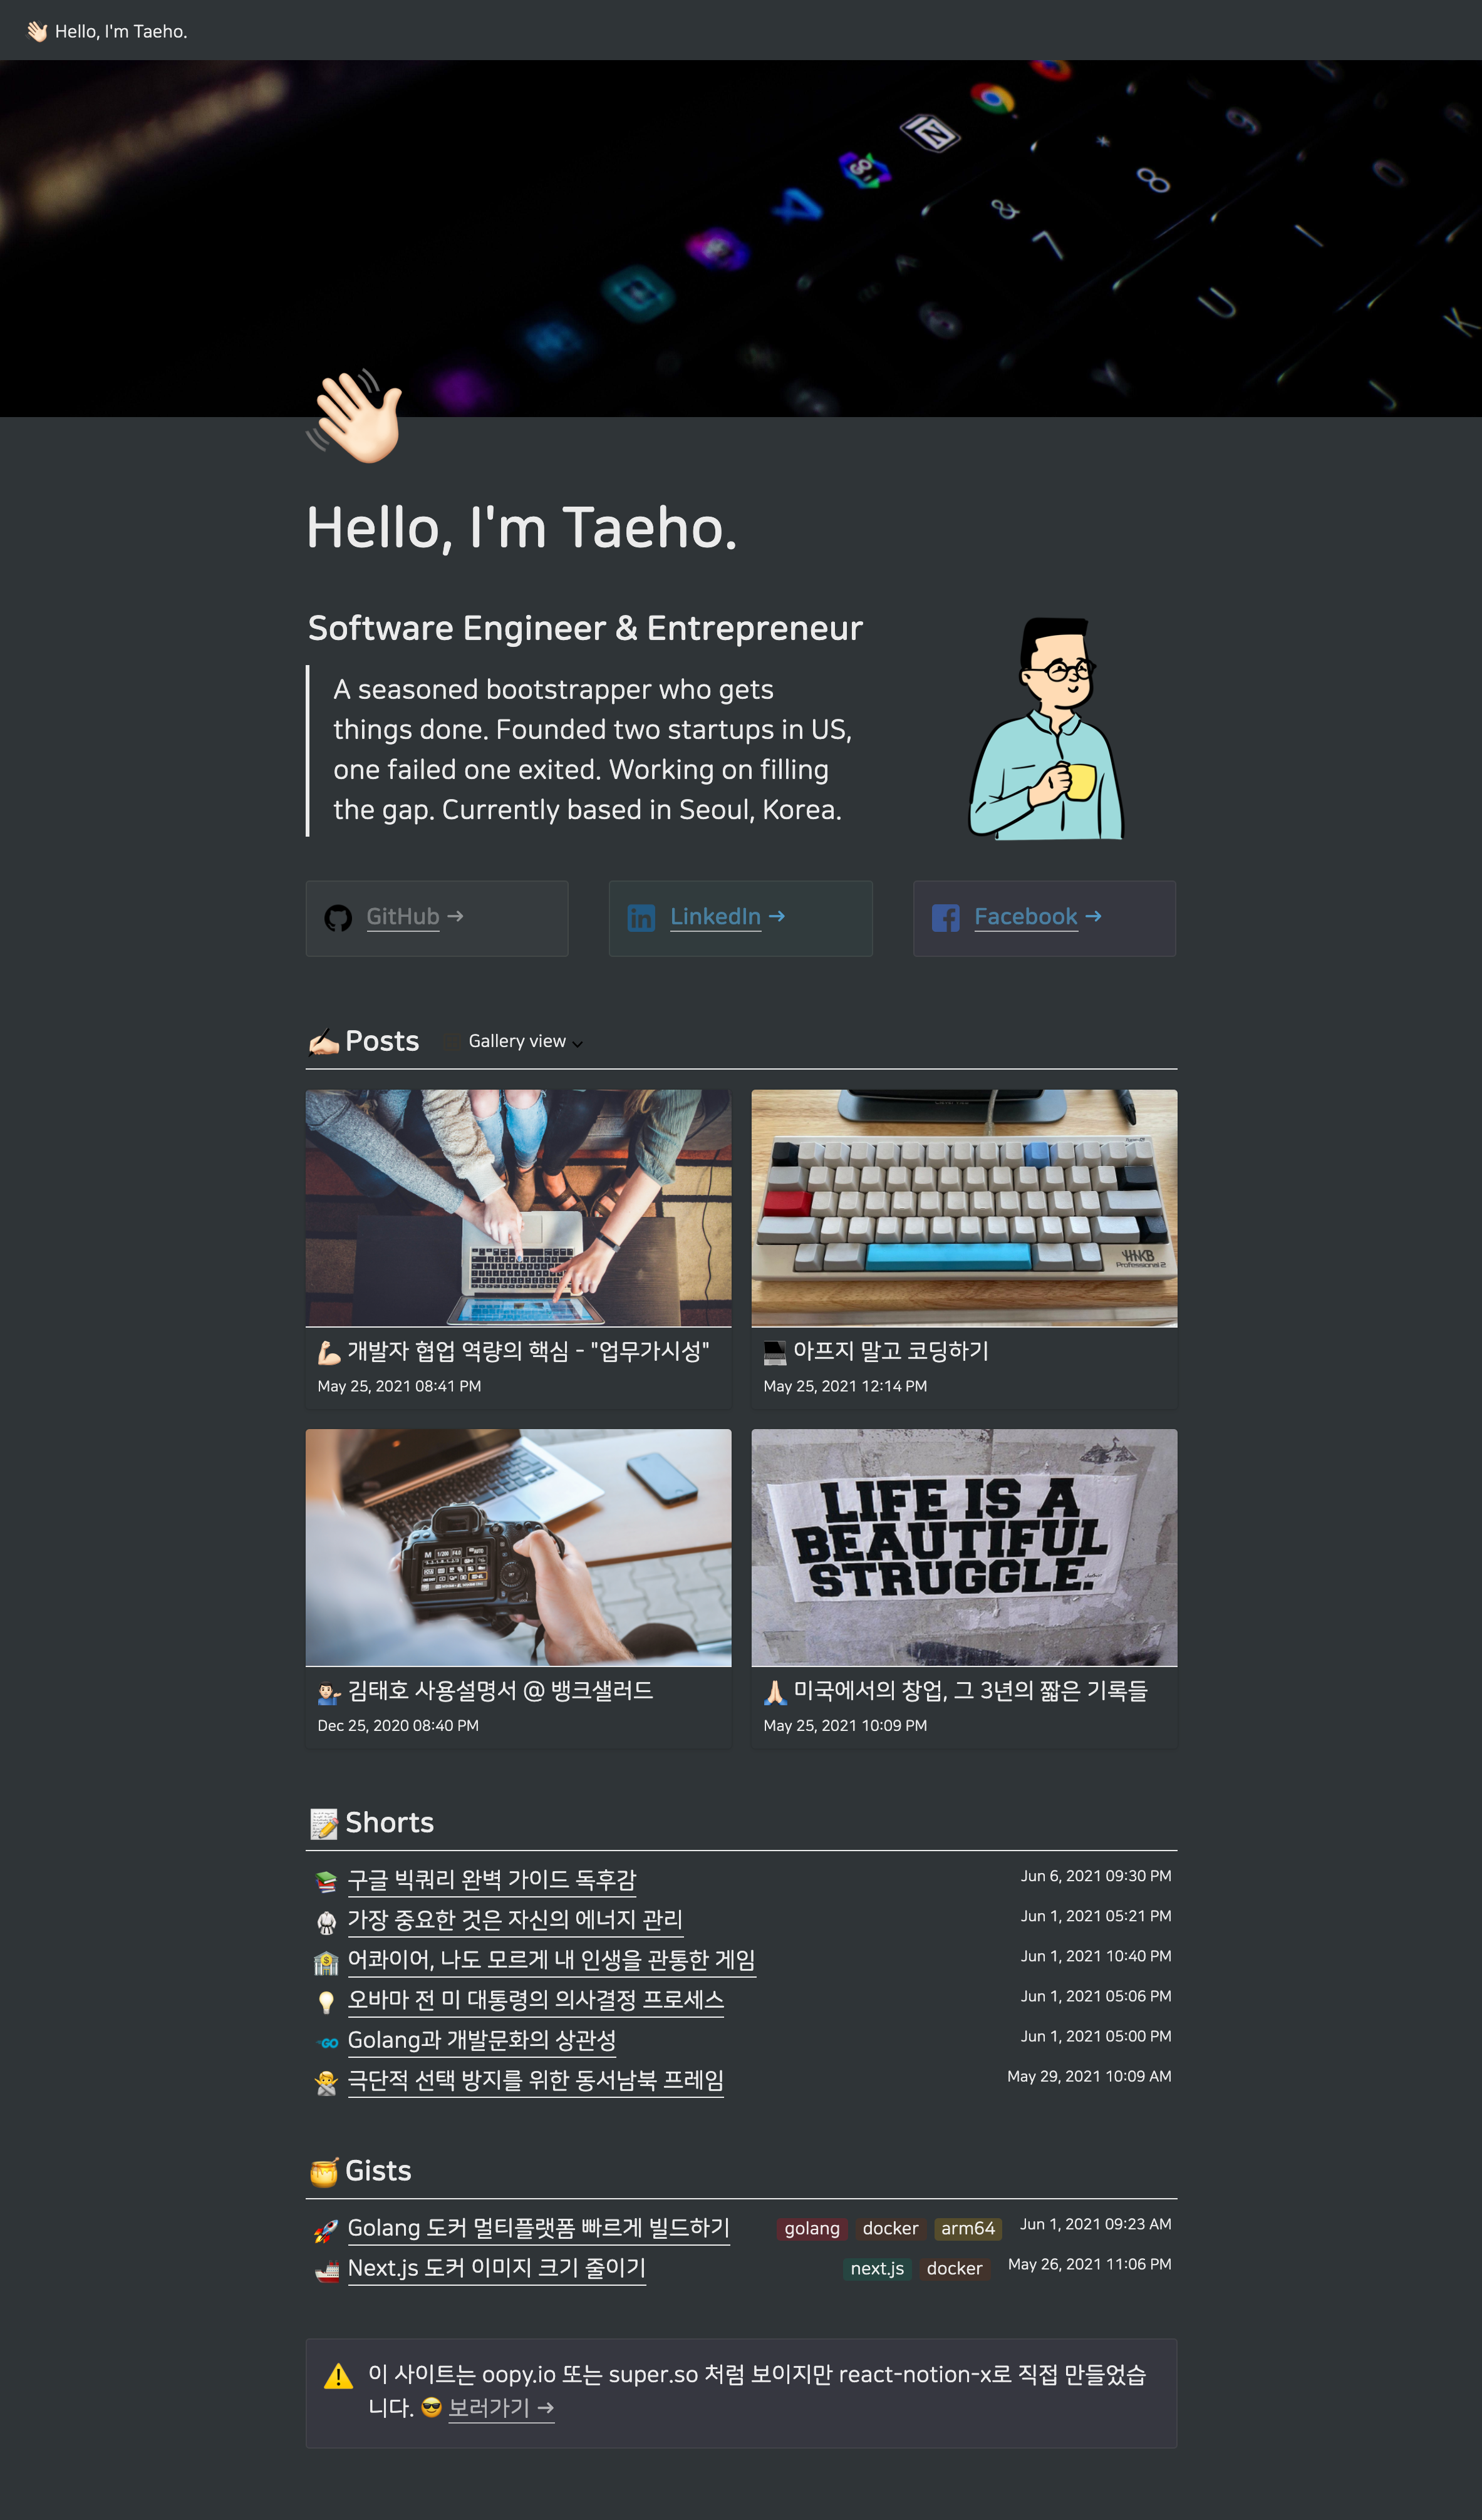 Hello, I'm Taeho.
Hello, I'm Taeho.
Software Engineer & Entrepreneur
A seasoned bootstrapper who gets
things done. Founded two startups in US,
one failed one exited. Working on filling
the gap. Currently based in Seoul, Korea.
GitHub →
LinkedIn →
Facebook →
Posts
Gallery view
HHKB
Professional 2
개발자 협업 역량의 핵심 - "업무가시성"
May 25, 2021 08:41 PM
아프지 말고 코딩하기
May 25, 2021 12:14 PM
LIFE IS A
BEAUTIFUL
STRUGGLE.
김태호 사용설명서 @ 뱅크샐러드
Dec 25, 2020 08:40 PM
미국에서의 창업, 그 3년의 짧은 기록들
May 25, 2021 10:09 PM
Shorts
구글 빅쿼리 완벽 가이드 독후감 Jun 6, 2021 09:30 PM
가장 중요한 것은 자신의 에너지 관리 Jun 1, 2021 05:21 PM
어콰이어, 나도 모르게 내 인생을 관통한 게임 Jun 1, 2021 10:40 PM
오바마 전 미 대통령의 의사결정 프로세스 Jun 1, 2021 05:06 PM
Golang과 개발문화의 상관성 Jun 1, 2021 05:00 PM
극단적 선택 방지를 위한 동서남북 프레임 May 29, 2021 10:09 AM
Gists
Golang 도커 멀티플랫폼 빠르게 빌드하기 golang docker arm64 Jun 1, 2021 09:23 AM
Next.js 도커 이미지 크기 줄이기 next.js docker May 26, 2021 11:06 PM
이 사이트는 oopy.io 또는 super.so 처럼 보이지만 react-notion-x로 직접 만들었습
니다. 😎 보러가기 →